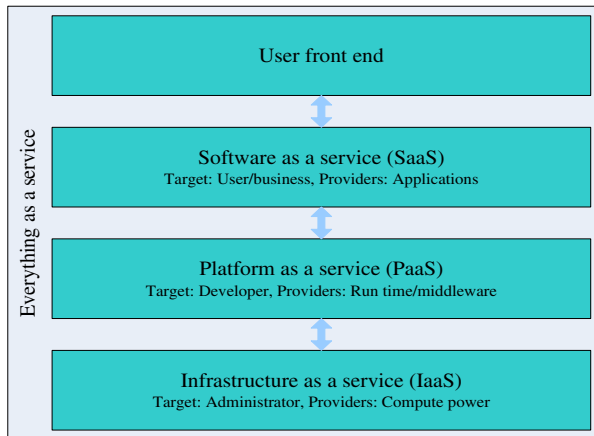 Everything as a service
User front end
Software as a service (SaaS)
Target: User/business, Providers: Applications
Platform as a service (PaaS)
Target: Developer, Providers: Run time/middleware
Infrastructure as a service (IaaS)
Target: Administrator, Providers: Compute power